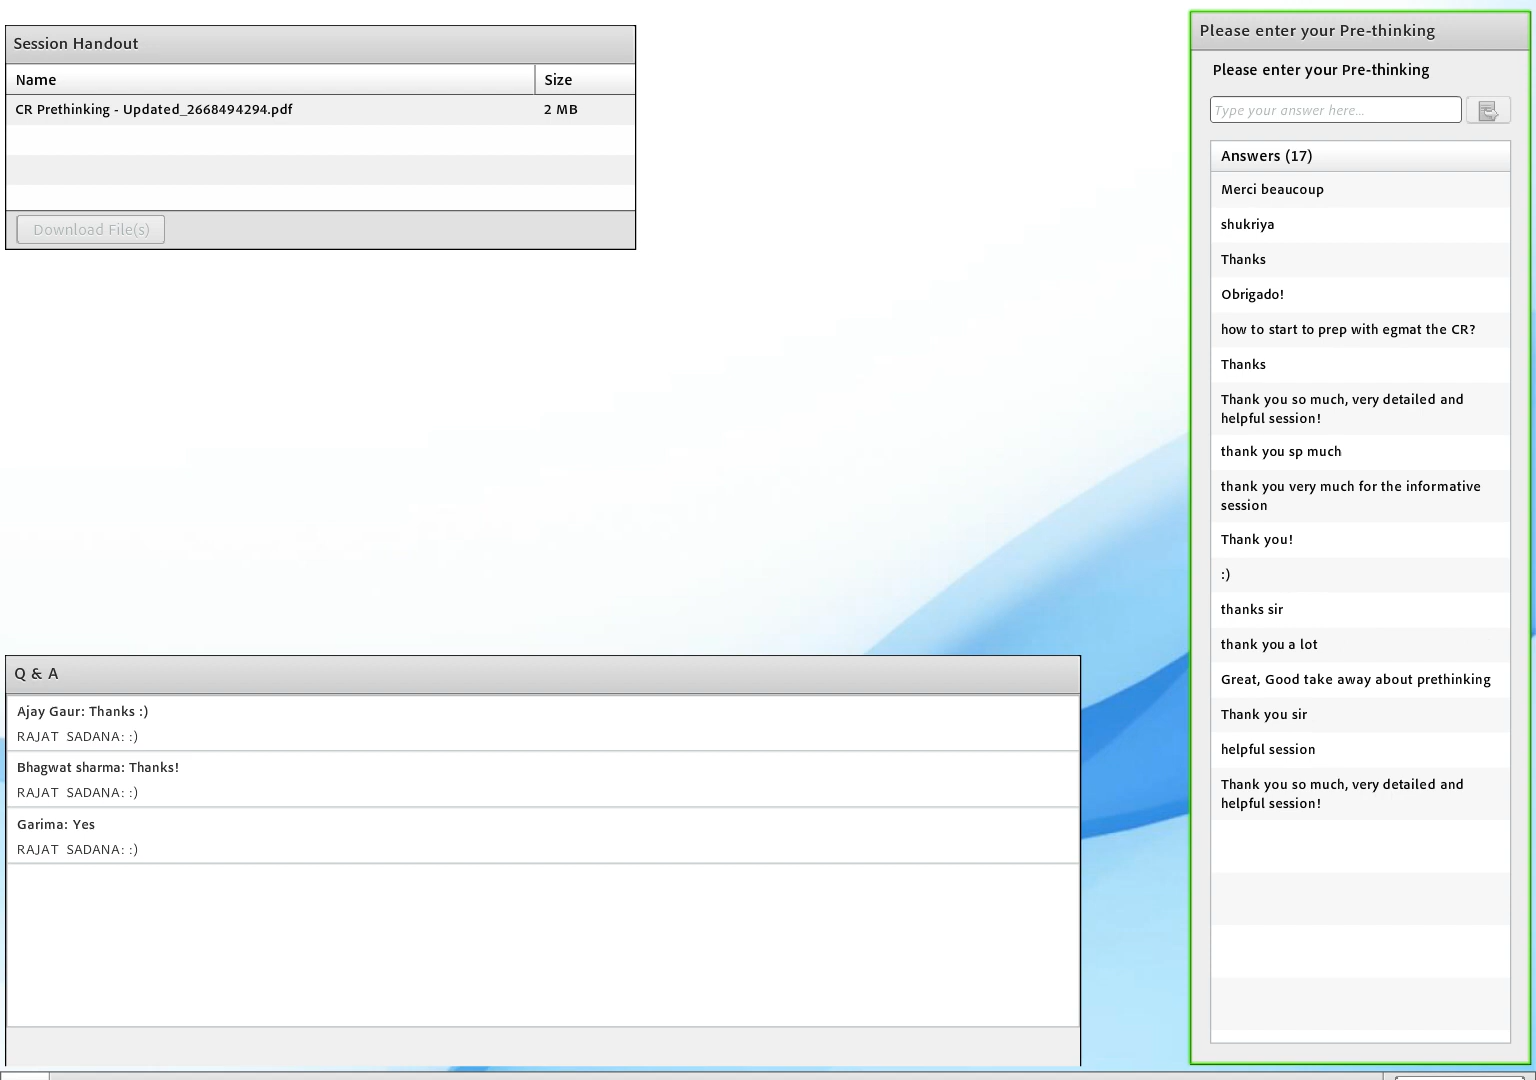 Session Handout
Name
Size
CR Prethinking - Updated_2668494294.pdf
2 MB
Download File(s)
Q & A
Ajay Gaur: Thanks :)
RAJAT SADANA: :)
Bhagwat sharma: Thanks!
RAJAT SADANA: :)
Garima: Yes
RAJAT SADANA: :)
Please enter your Pre-thinking
Please enter your Pre-thinking
Type your answer here...
Answers (17)
Merci beaucoup
shukriya
Thanks
Obrigado!
how to start to prep with egmat the CR?
Thanks
Thank you so much, very detailed and
helpful session!
thank you sp much
thank you very much for the informative
session
Thank you!
:)
thanks sir
thank you a lot
Great, Good take away about prethinking
Thank you sir
helpful session
Thank you so much, very detailed and
helpful session!